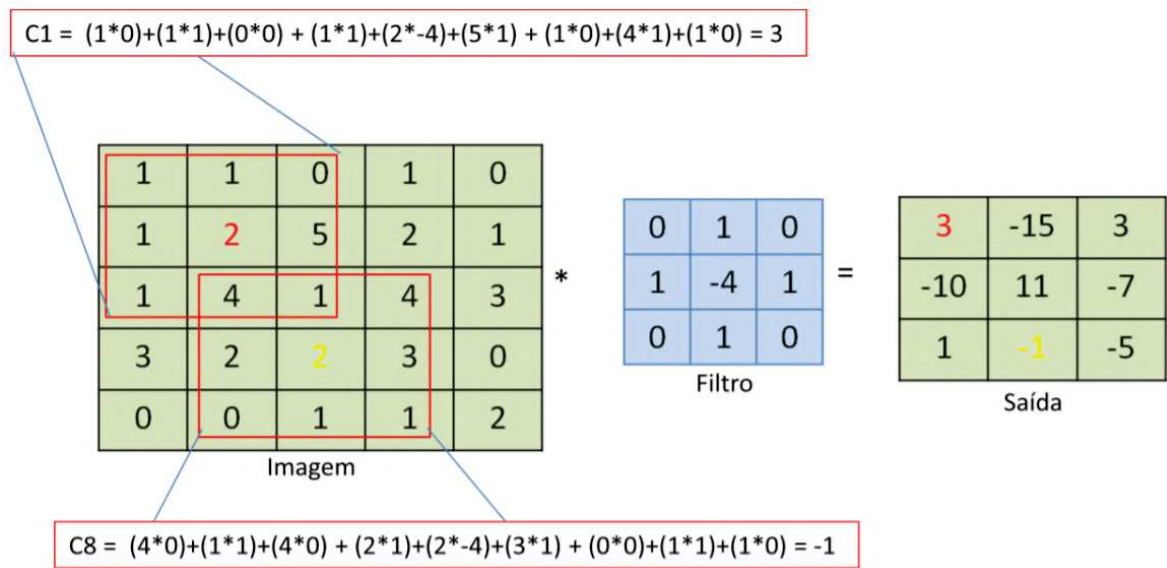 C1 = (1*0)+(1*1)+(0*0) + (1*1)+(2*-4)+(5*1) + (1*0)+(4*1)+(1*0) = 3
1 1 0 1 0
1 2 5 2 1
1 4 1 4 3
3 2 2 3 0
0 0 1 1 2
Imagem
*
0 1 0
1 -4 1
0 1 0
Filtro
=
3 -15 3
-10 11 -7
1 -1 -5
Saída
C8 = (4*0)+(1*1)+(4*0) + (2*1)+(2*-4)+(3*1) + (0*0)+(1*1)+(1*0) = -1